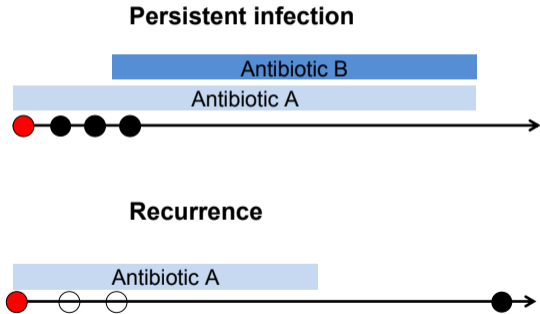 Persistent infection
Antibiotic B
Antibiotic A
Recurrence
Antibiotic A